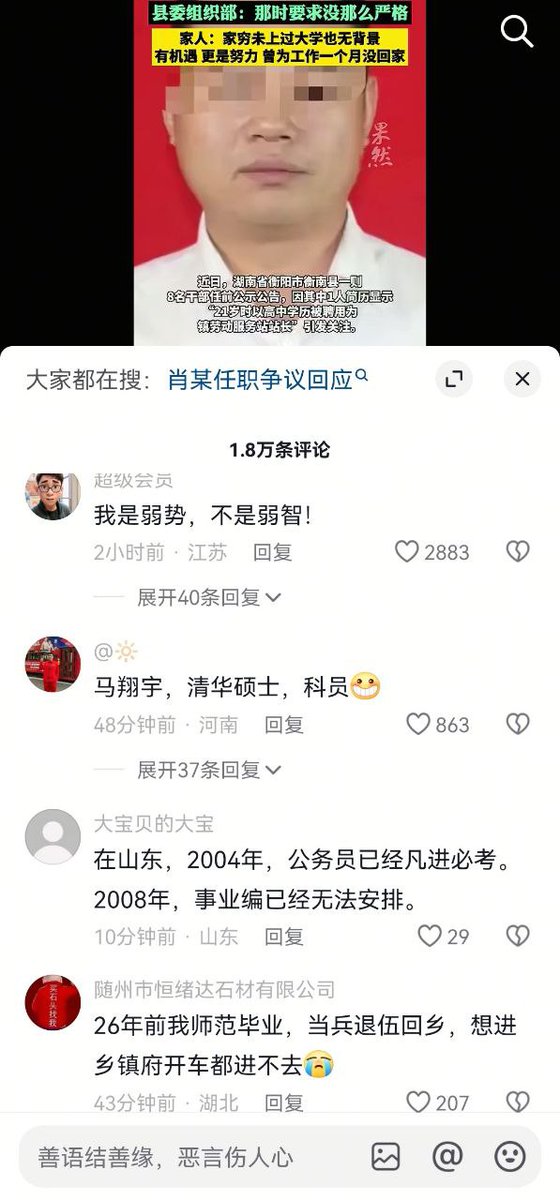 县委组织部：那时要求没那么严格
家人：家穷未上过大学也无背景
有机遇 更是努力 曾为工作一个月没回家
果然
近日，湖南省衡阳市衡南县一则
8名干部任前公示公告，因其中1人简历显示
“21岁时以高中学历被聘用为
镇劳动服务站站长”引发关注。
大家都在搜：肖某任职争议回应
1.8万条评论
超级会员
我是弱势，不是弱智！
2小时前 · 江苏 回复 2883
展开40条回复
@🔆
马翔宇，清华硕士，科员😁
48分钟前 · 河南 回复 863
展开37条回复
大宝贝的大宝
在山东，2004年，公务员已经凡进必考。
2008年，事业编已经无法安排。
10分钟前 · 山东 回复 29
买石头找我
随州市恒绪达石材有限公司
26年前我师范毕业，当兵退伍回乡，想进
乡镇府开车都进不去😭
43分钟前 · 湖北 回复 207
善语结善缘，恶言伤人心